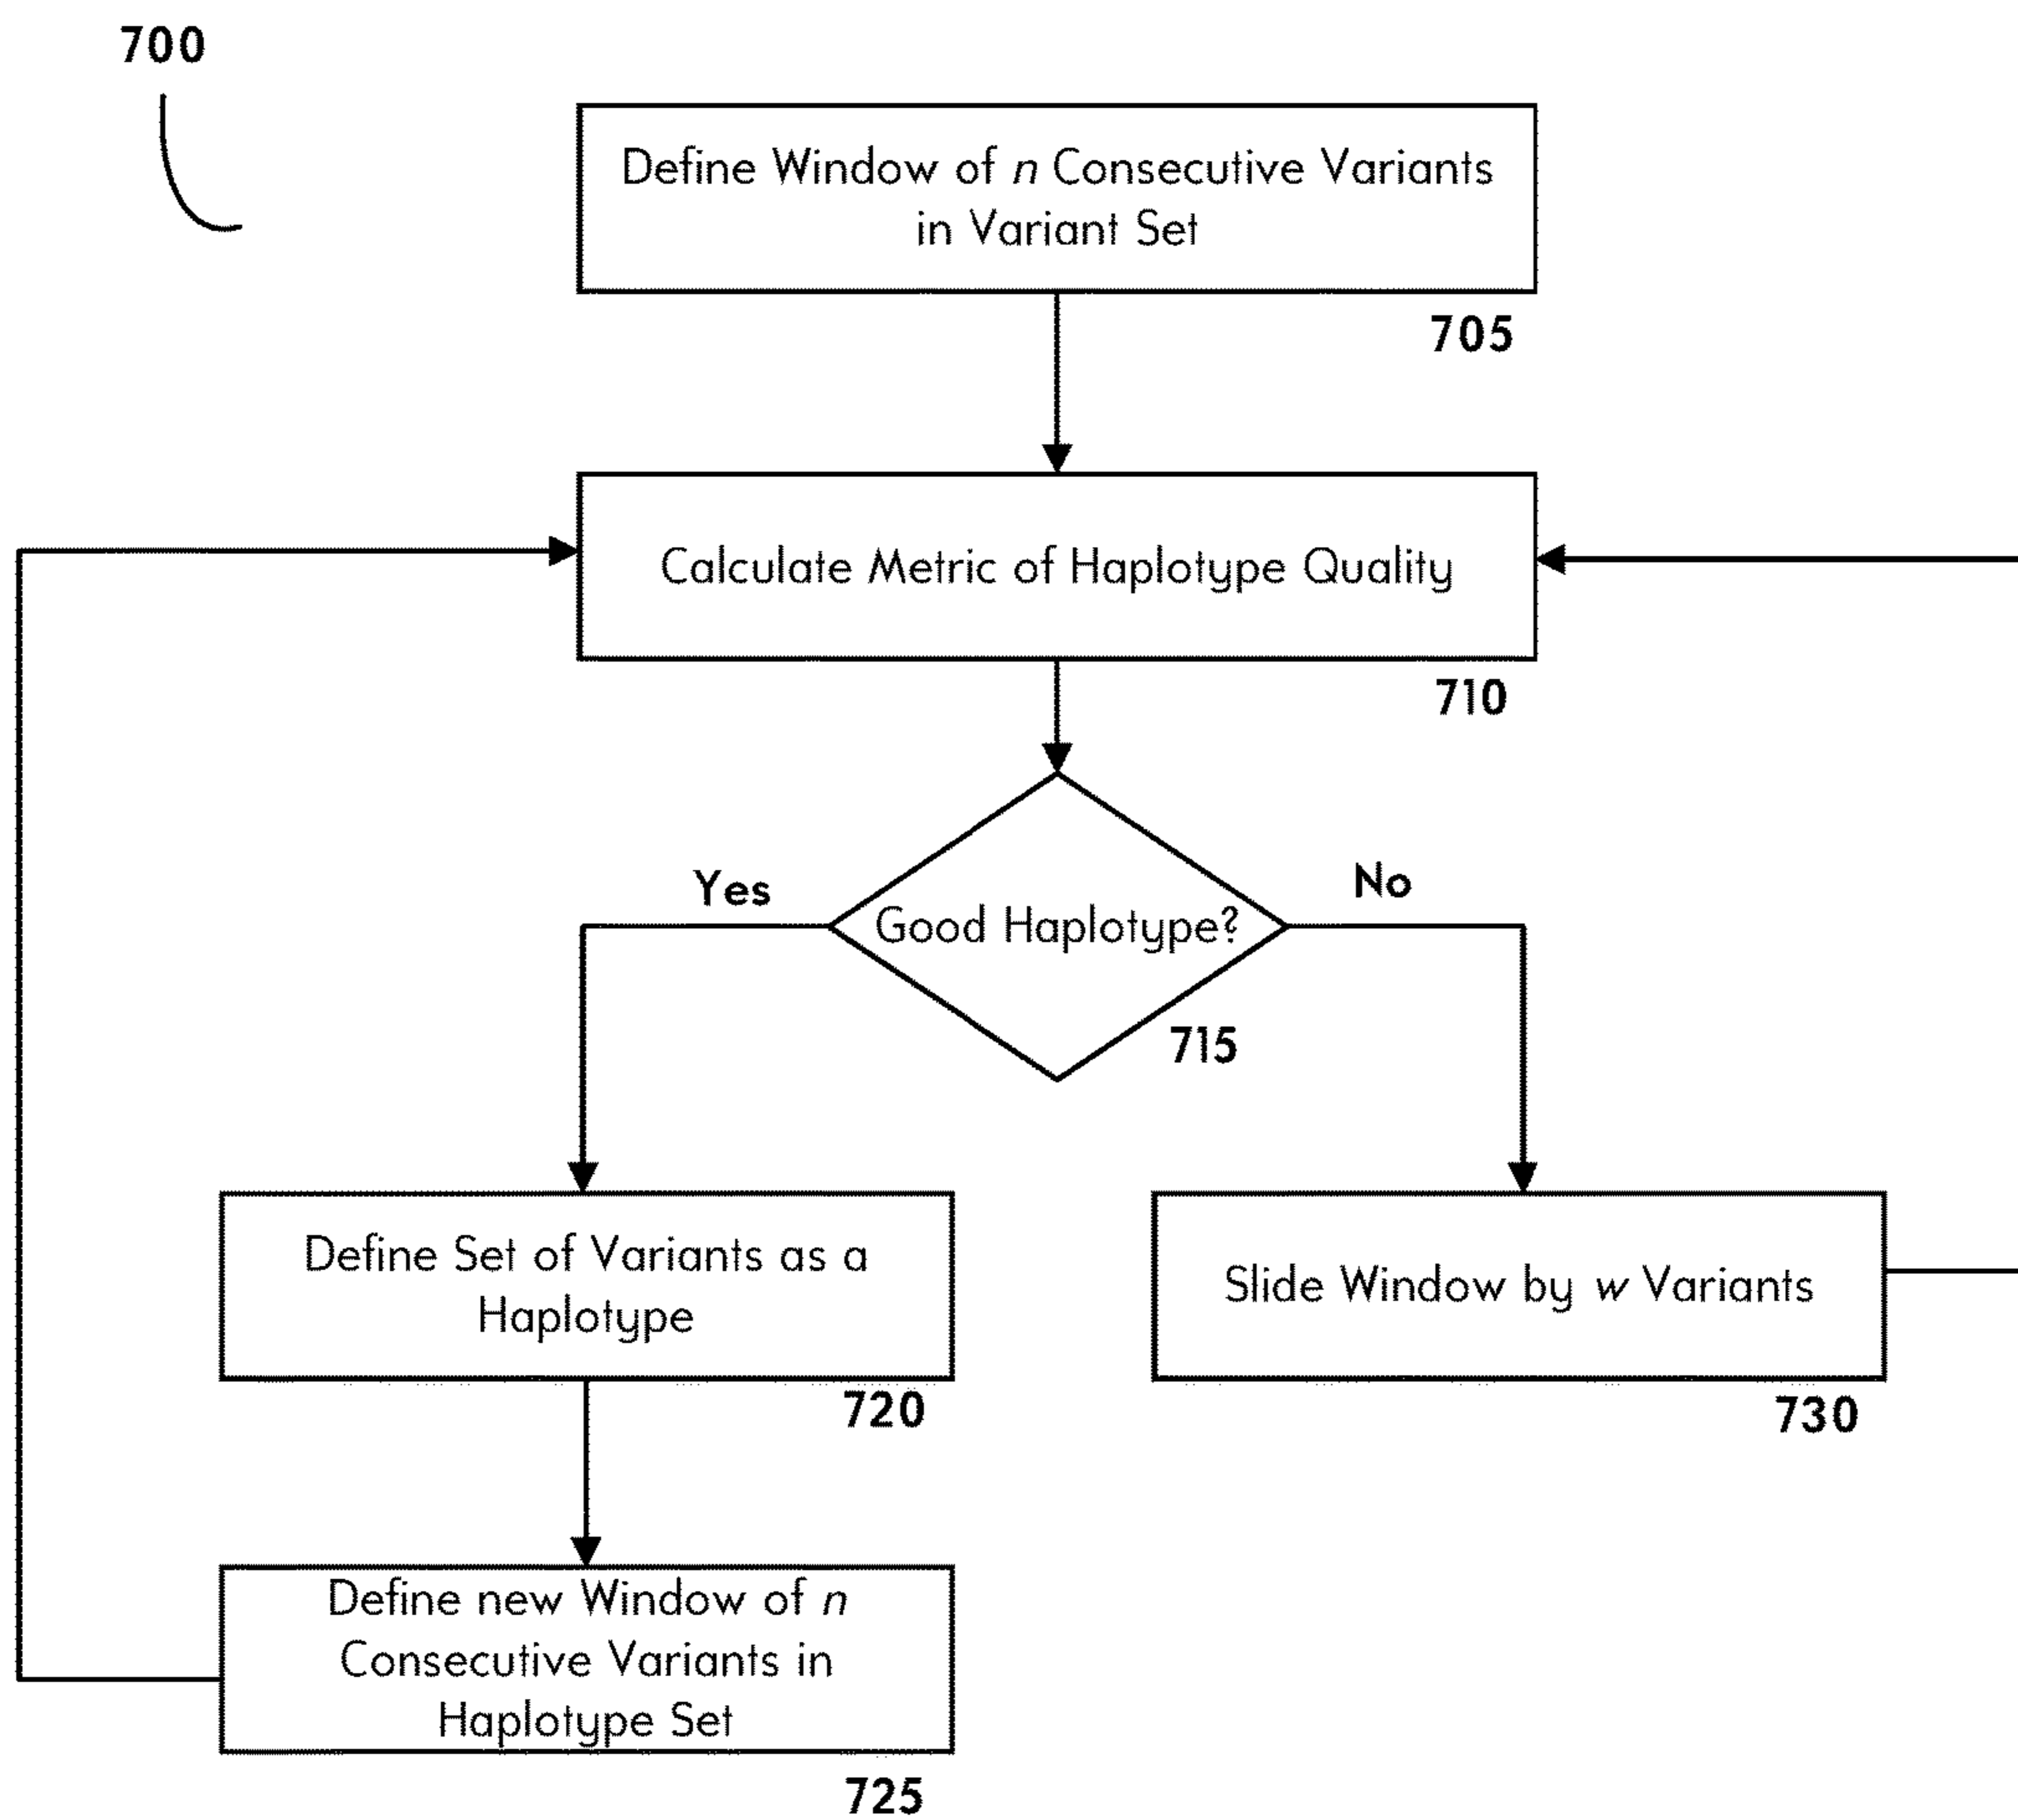 700
Define Window of n Consecutive Variants
in Variant Set
705
Calculate Metric of Haplotype Quality
710
Yes
No
Good Haplotype?
715
Define Set of Variants as a
Haplotype
720
Slide Window by w Variants
730
Define new Window of n
Consecutive Variants in
Haplotype Set
725